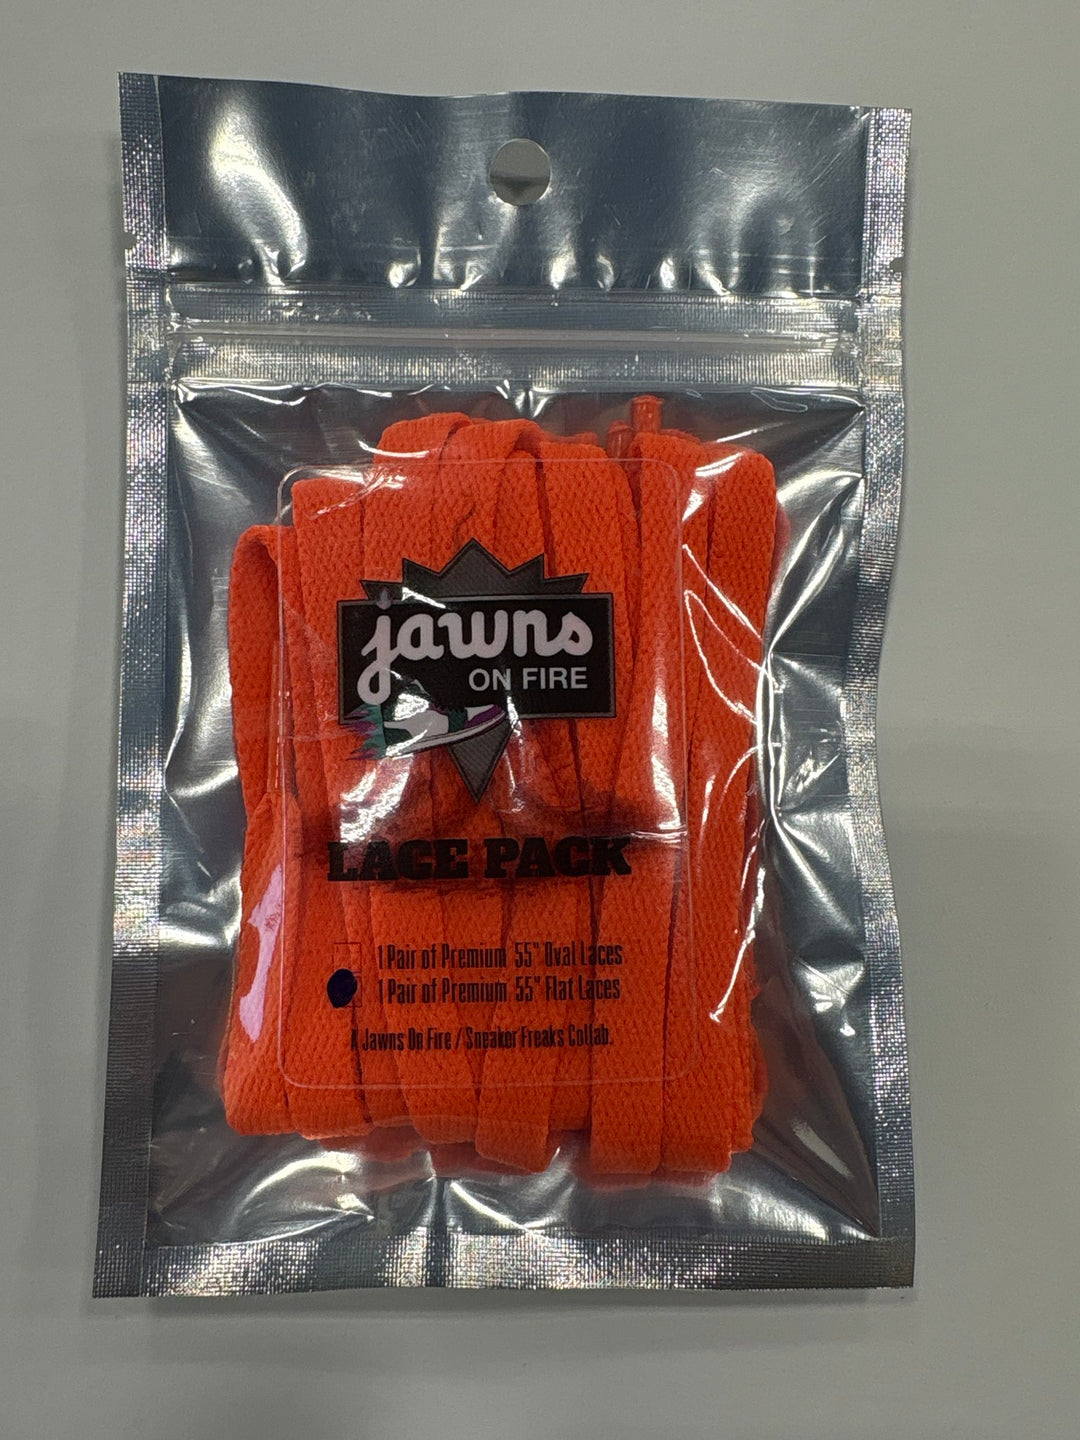 jawns
ON FIRE
LACE PACK
1 Pair of Premium 55" Oval Laces
1 Pair of Premium 55" Flat Laces
A Jawns On Fire / Sneaker Freaks Collab.